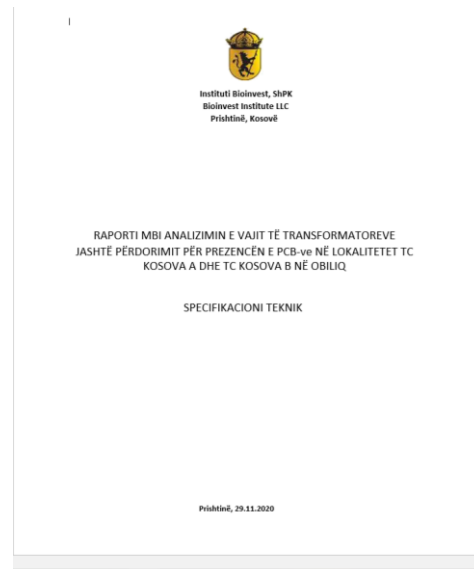 Instituti Bioinvest, ShPK
Bioinvest Institute LLC
Prishtinë, Kosovë
RAPORTI MBI ANALIZIMIN E VAJIT TË TRANSFORMATOREVE
JASHTË PËRDORIMIT PËR PREZENCËN E PCB-ve NË LOKALITETET TC
KOSOVA A DHE TC KOSOVA B NË OBILIQ
SPECIFIKACIONI TEKNIK
Prishtinë, 29.11.2020